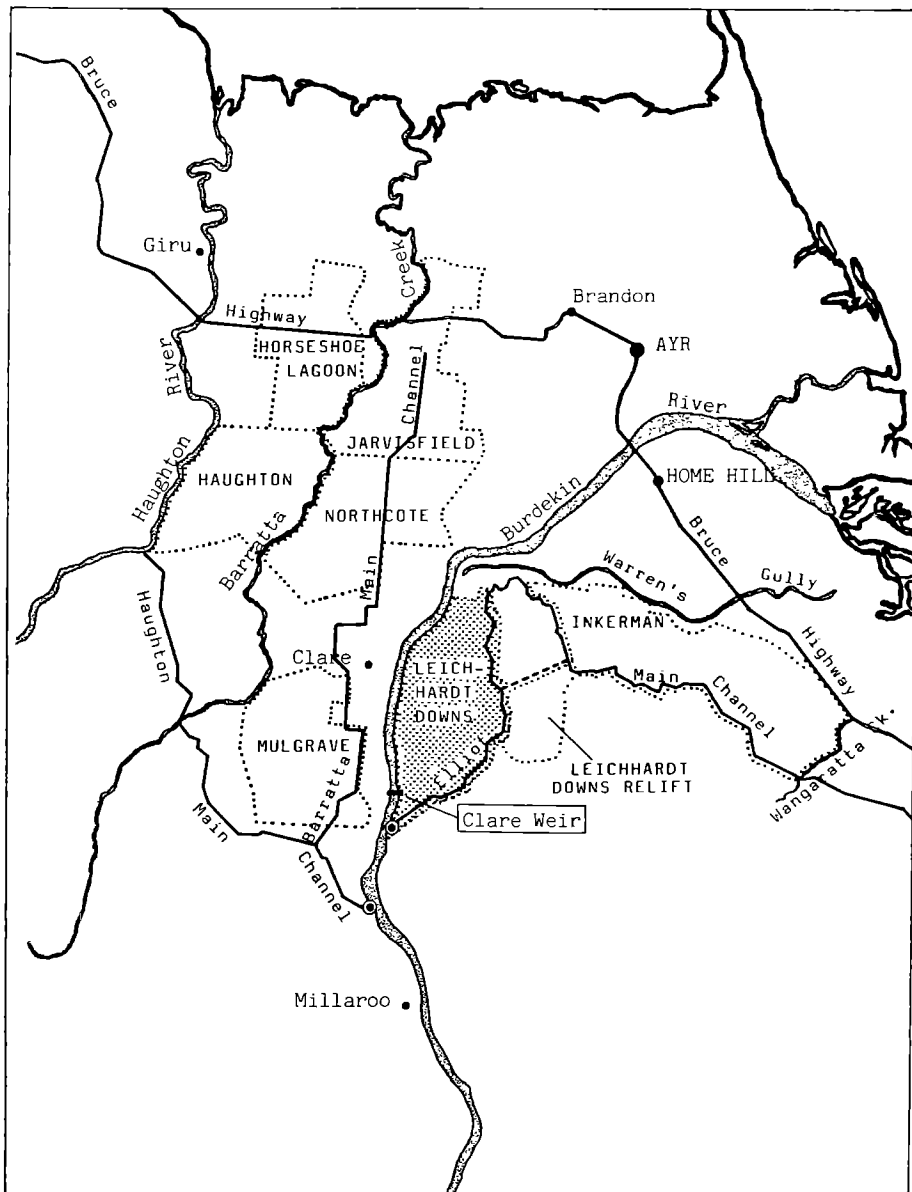 Bruce
Giru
Highway
Creek
Brandon
AYR
HORSESHOE
LAGOON
River
Haughton
Channel
River
JARVISFIELD
HAUGHTON
HOME HILL
NORTHCOTE
Burdekin
Barratta
Main
Bruce
Warren's
Gully
INKERMAN
Highway
Haughton
Clare
LEICH-
HARDT
DOWNS
Main
Channel
MULGRAVE
Elliot
LEICHHARDT
DOWNS RELIFT
Wangaratta Ck.
Barratta
Clare Weir
Main
Channel
Millaroo